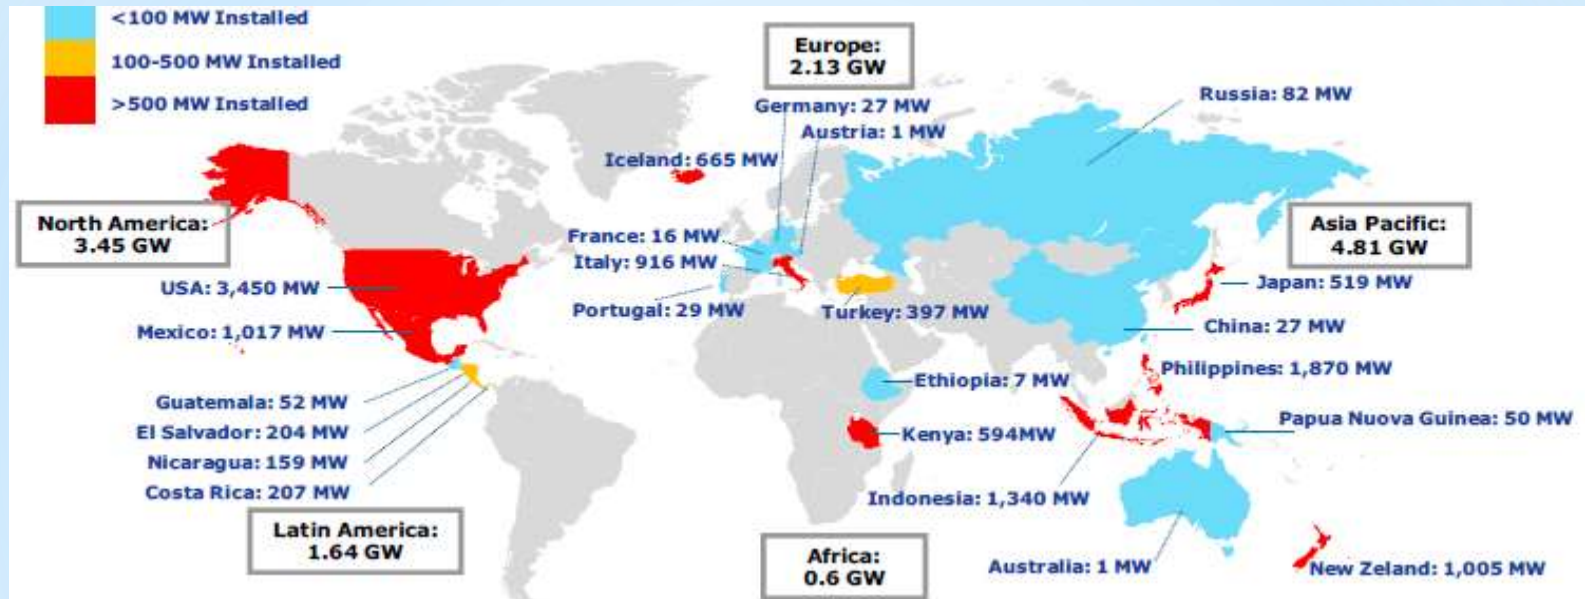 <100 MW Installed
100-500 MW Installed
>500 MW Installed
Europe:
2.13 GW
Germany: 27 MW
Austria: 1 MW
Russia: 82 MW
Iceland: 665 MW
North America:
3.45 GW
Asia Pacific:
4.81 GW
France: 16 MW
Italy: 916 MW
Portugal: 29 MW
Turkey: 397 MW
USA: 3,450 MW
Mexico: 1,017 MW
Japan: 519 MW
China: 27 MW
Philippines: 1,870 MW
Ethiopia: 7 MW
Guatemala: 52 MW
El Salvador: 204 MW
Nicaragua: 159 MW
Costa Rica: 207 MW
Papua Nuova Guinea: 50 MW
Kenya: 594MW
Indonesia: 1,340 MW
Latin America:
1.64 GW
Africa:
0.6 GW
Australia: 1 MW
New Zeland: 1,005 MW